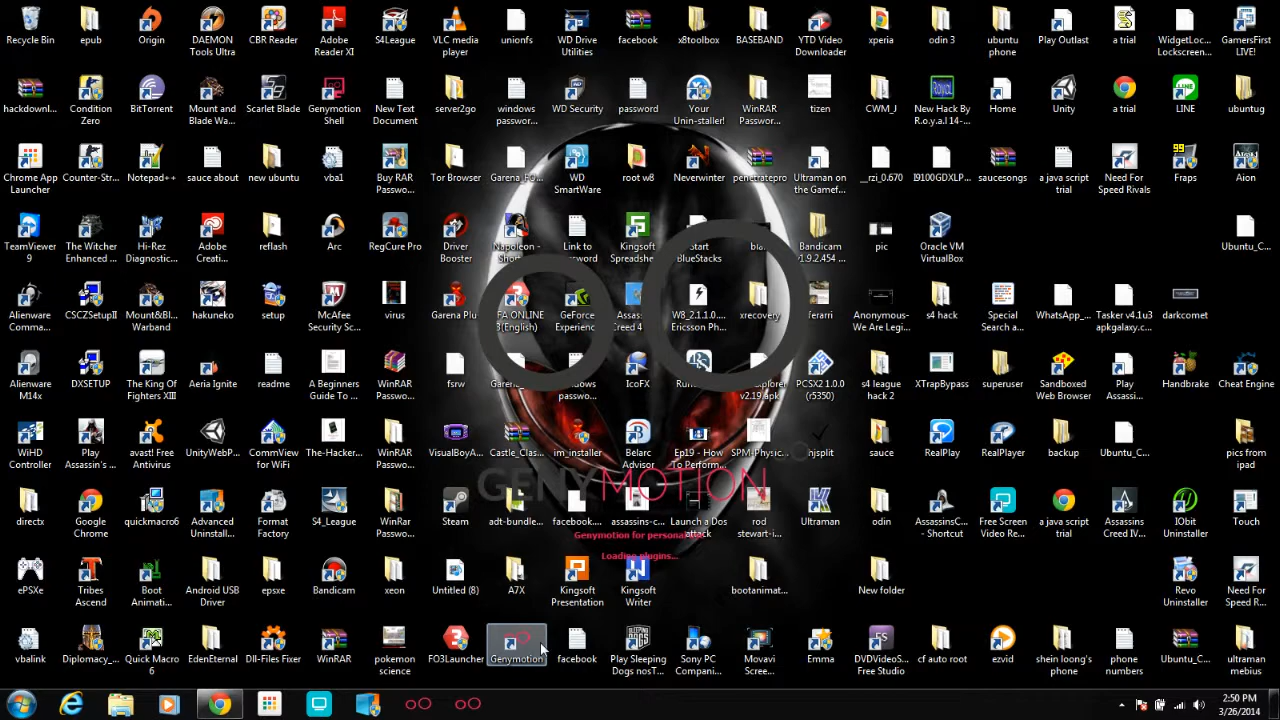 Recycle Bin
epub
Origin
DAEMON
Tools Ultra
CBR Reader
Adobe
Reader XI
S4League
VLC media
player
unionfs
WD Drive
Utilities
facebook
x8toolbox
BASEBAND
YTD Video
Downloader
xperia
odin 3
ubuntu
phone
Play Outlast
a trial
WidgetLoc...
Lockscreen...
GamersFirst
LIVE!
hackdownl...
Condition
Zero
BitTorrent
Mount and
Blade Wa...
Scarlet Blade
Genymotion
Shell
New Text
Document
server2go
windows
passwor...
WD Security
password
Your
Unin-staller!
WinRAR
Passwor...
tizen
CWM_J
New Hack By
R.o.y.a.l 14-...
Home
Unity
a trial
LINE
ubuntug
Chrome App
Launcher
Counter-Str...
Notepad++
sauce about
new ubuntu
vba1
Buy RAR
Passwo...
Tor Browser
Garena_FO...
WD
SmartWare
root w8
Neverwinter
penetratepro
Ultraman on
the Gamef...
__rzi_0.670
I9100GDXLP...
saucesongs
a java script
trial
Need For
Speed Rivals
Fraps
Aion
TeamViewer
9
The Witcher
Enhanced ...
Hi-Rez
Diagnostic...
Adobe
Creati...
reflash
Arc
RegCure Pro
Driver
Booster
Napoleon -
Link to
Kingsoft
Spreadshe...
Start
BlueStacks
Bandicam
v1.9.2.454 ...
pic
Oracle VM
VirtualBox
Ubuntu_C...
Alienware
Comma...
CSCZSetupII
Mount&Bl...
Warband
hakuneko
setup
McAfee
Security Sc...
virus
Garena Plu
FA ONLINE
3(English)
GeForce
Experience
Assas
Creed 4
W8_2.1.1.0....
Ericsson Ph...
xrecovery
ferarri
Anonymous-
We Are Legi...
s4 hack
Special
Search a...
WhatsApp_...
Tasker v4.1u3
apkgalaxy.c...
darkcomet
Alienware
M14x
DXSETUP
The King Of
Fighters XIII
Aeria Ignite
readme
A Beginners
Guide To ...
WinRAR
Passwo...
fsrw
passwo...
IcoFX
v2.19.apk
PCSX2 1.0.0
(r5350)
s4 league
hack 2
XTrapBypass
superuser
Sandboxed
Web Browser
Play
Assassi...
Handbrake
Cheat Engine
WiHD
Controller
Play
Assassin's...
avast! Free
Antivirus
UnityWebP...
CommView
for WiFi
The-Hacker...
WinRAR
Passwo...
VisualBoyA...
Castle_Clas...
im_installer
Belarc
Advisor
Ep19 - How
To Perform...
SPM-Physic...
hjsplit
sauce
RealPlay
RealPlayer
backup
Ubuntu_C...
pics from
ipad
GENYMOTION
directx
Google
Chrome
quickmacro6
Advanced
Uninstall...
Format
Factory
S4_League
WinRar
Passwo...
Steam
adt-bundle...
facebook....
assassins-c...
Launch a Dos
attack
rod
stewart-i...
Ultraman
odin
AssassinsC...
- Shortcut
Free Screen
Video Re...
a java script
trial
Assassins
Creed IV...
IObit
Uninstaller
Touch
Genymotion for personal use
Loading plugins...
ePSXe
Tribes
Ascend
Boot
Animati...
Android USB
Driver
epsxe
Bandicam
xeon
Untitled (8)
A7X
Kingsoft
Presentation
Kingsoft
Writer
bootanimat...
New folder
Revo
Uninstaller
Need For
Speed R...
vbalink
Diplomacy_...
Quick Macro
6
EdenEternal
Dll-Files Fixer
WinRAR
pokemon
science
FO3Launcher
Genymotion
facebook
Play Sleeping
Dogs nosT...
Sony PC
Compani...
Movavi
Scree...
Emma
DVDVideoS...
Free Studio
cf auto root
ezvid
shein loong's
phone
phone
numbers
Ubuntu_C...
ultraman
mebius
2:50 PM
3/26/2014